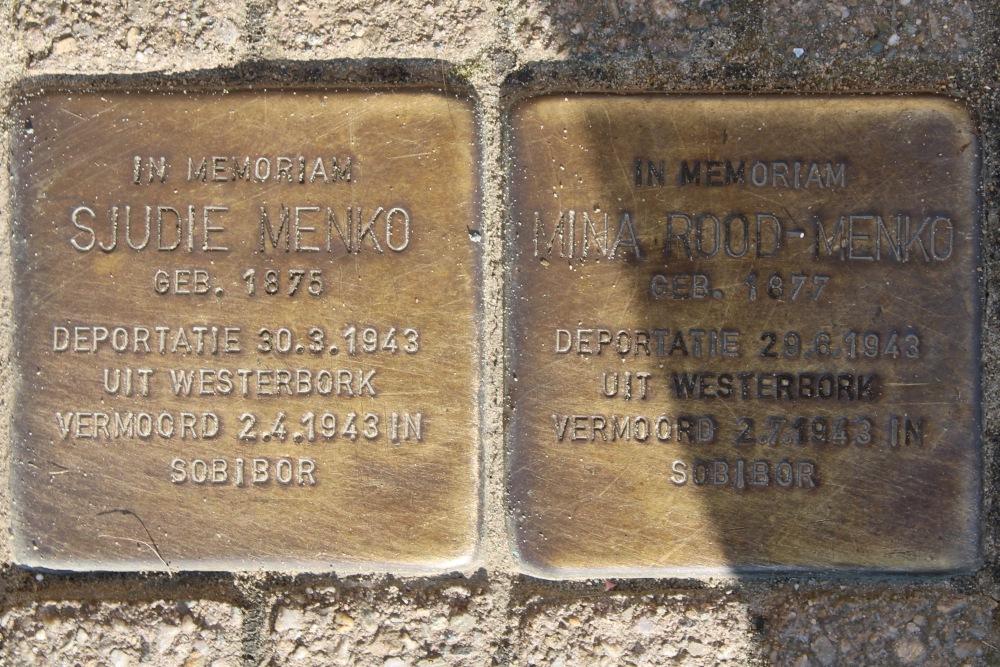 IN MEMORIAM
SJUDIE MENKO
GEB. 1875
DEPORTATIE 30.3.1943
UIT WESTERBORK
VERMOORD 2.4.1943 IN
SOBIBOR
IN MEMORIAM
MINA ROOD-MENKO
GEB. 1877
DEPORTATIE 29.6.1943
UIT WESTERBORK
VERMOORD 2.7.1943 IN
SOBIBOR